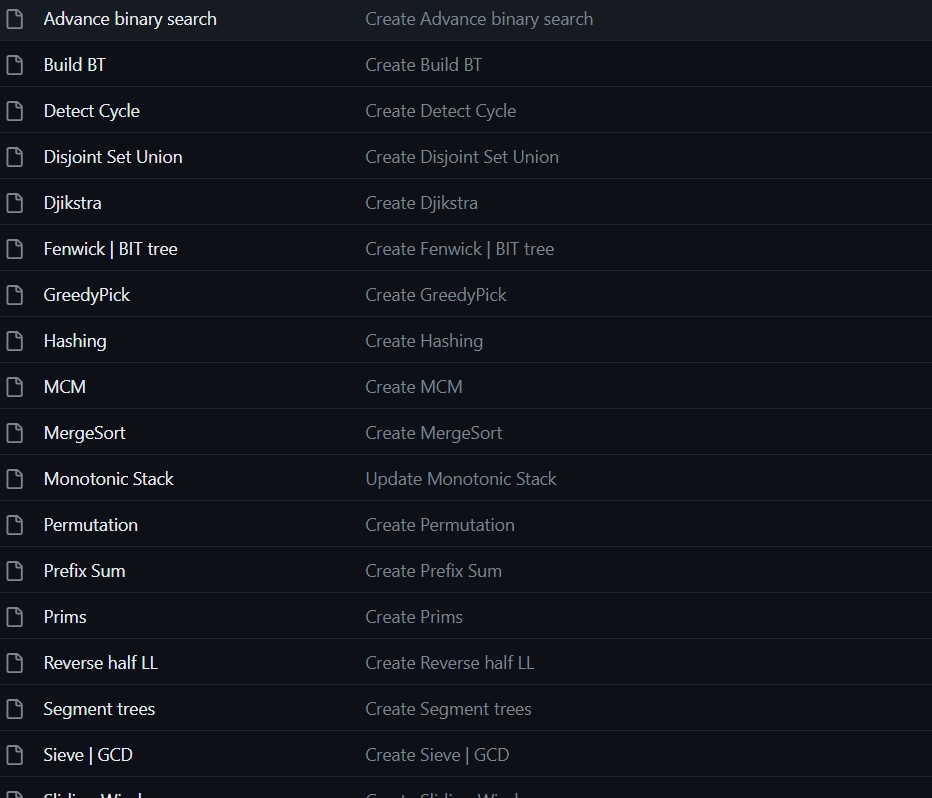 Advance binary search Create Advance binary search
Build BT Create Build BT
Detect Cycle Create Detect Cycle
Disjoint Set Union Create Disjoint Set Union
Djikstra Create Djikstra
Fenwick | BIT tree Create Fenwick | BIT tree
GreedyPick Create GreedyPick
Hashing Create Hashing
MCM Create MCM
MergeSort Create MergeSort
Monotonic Stack Update Monotonic Stack
Permutation Create Permutation
Prefix Sum Create Prefix Sum
Prims Create Prims
Reverse half LL Create Reverse half LL
Segment trees Create Segment trees
Sieve | GCD Create Sieve | GCD